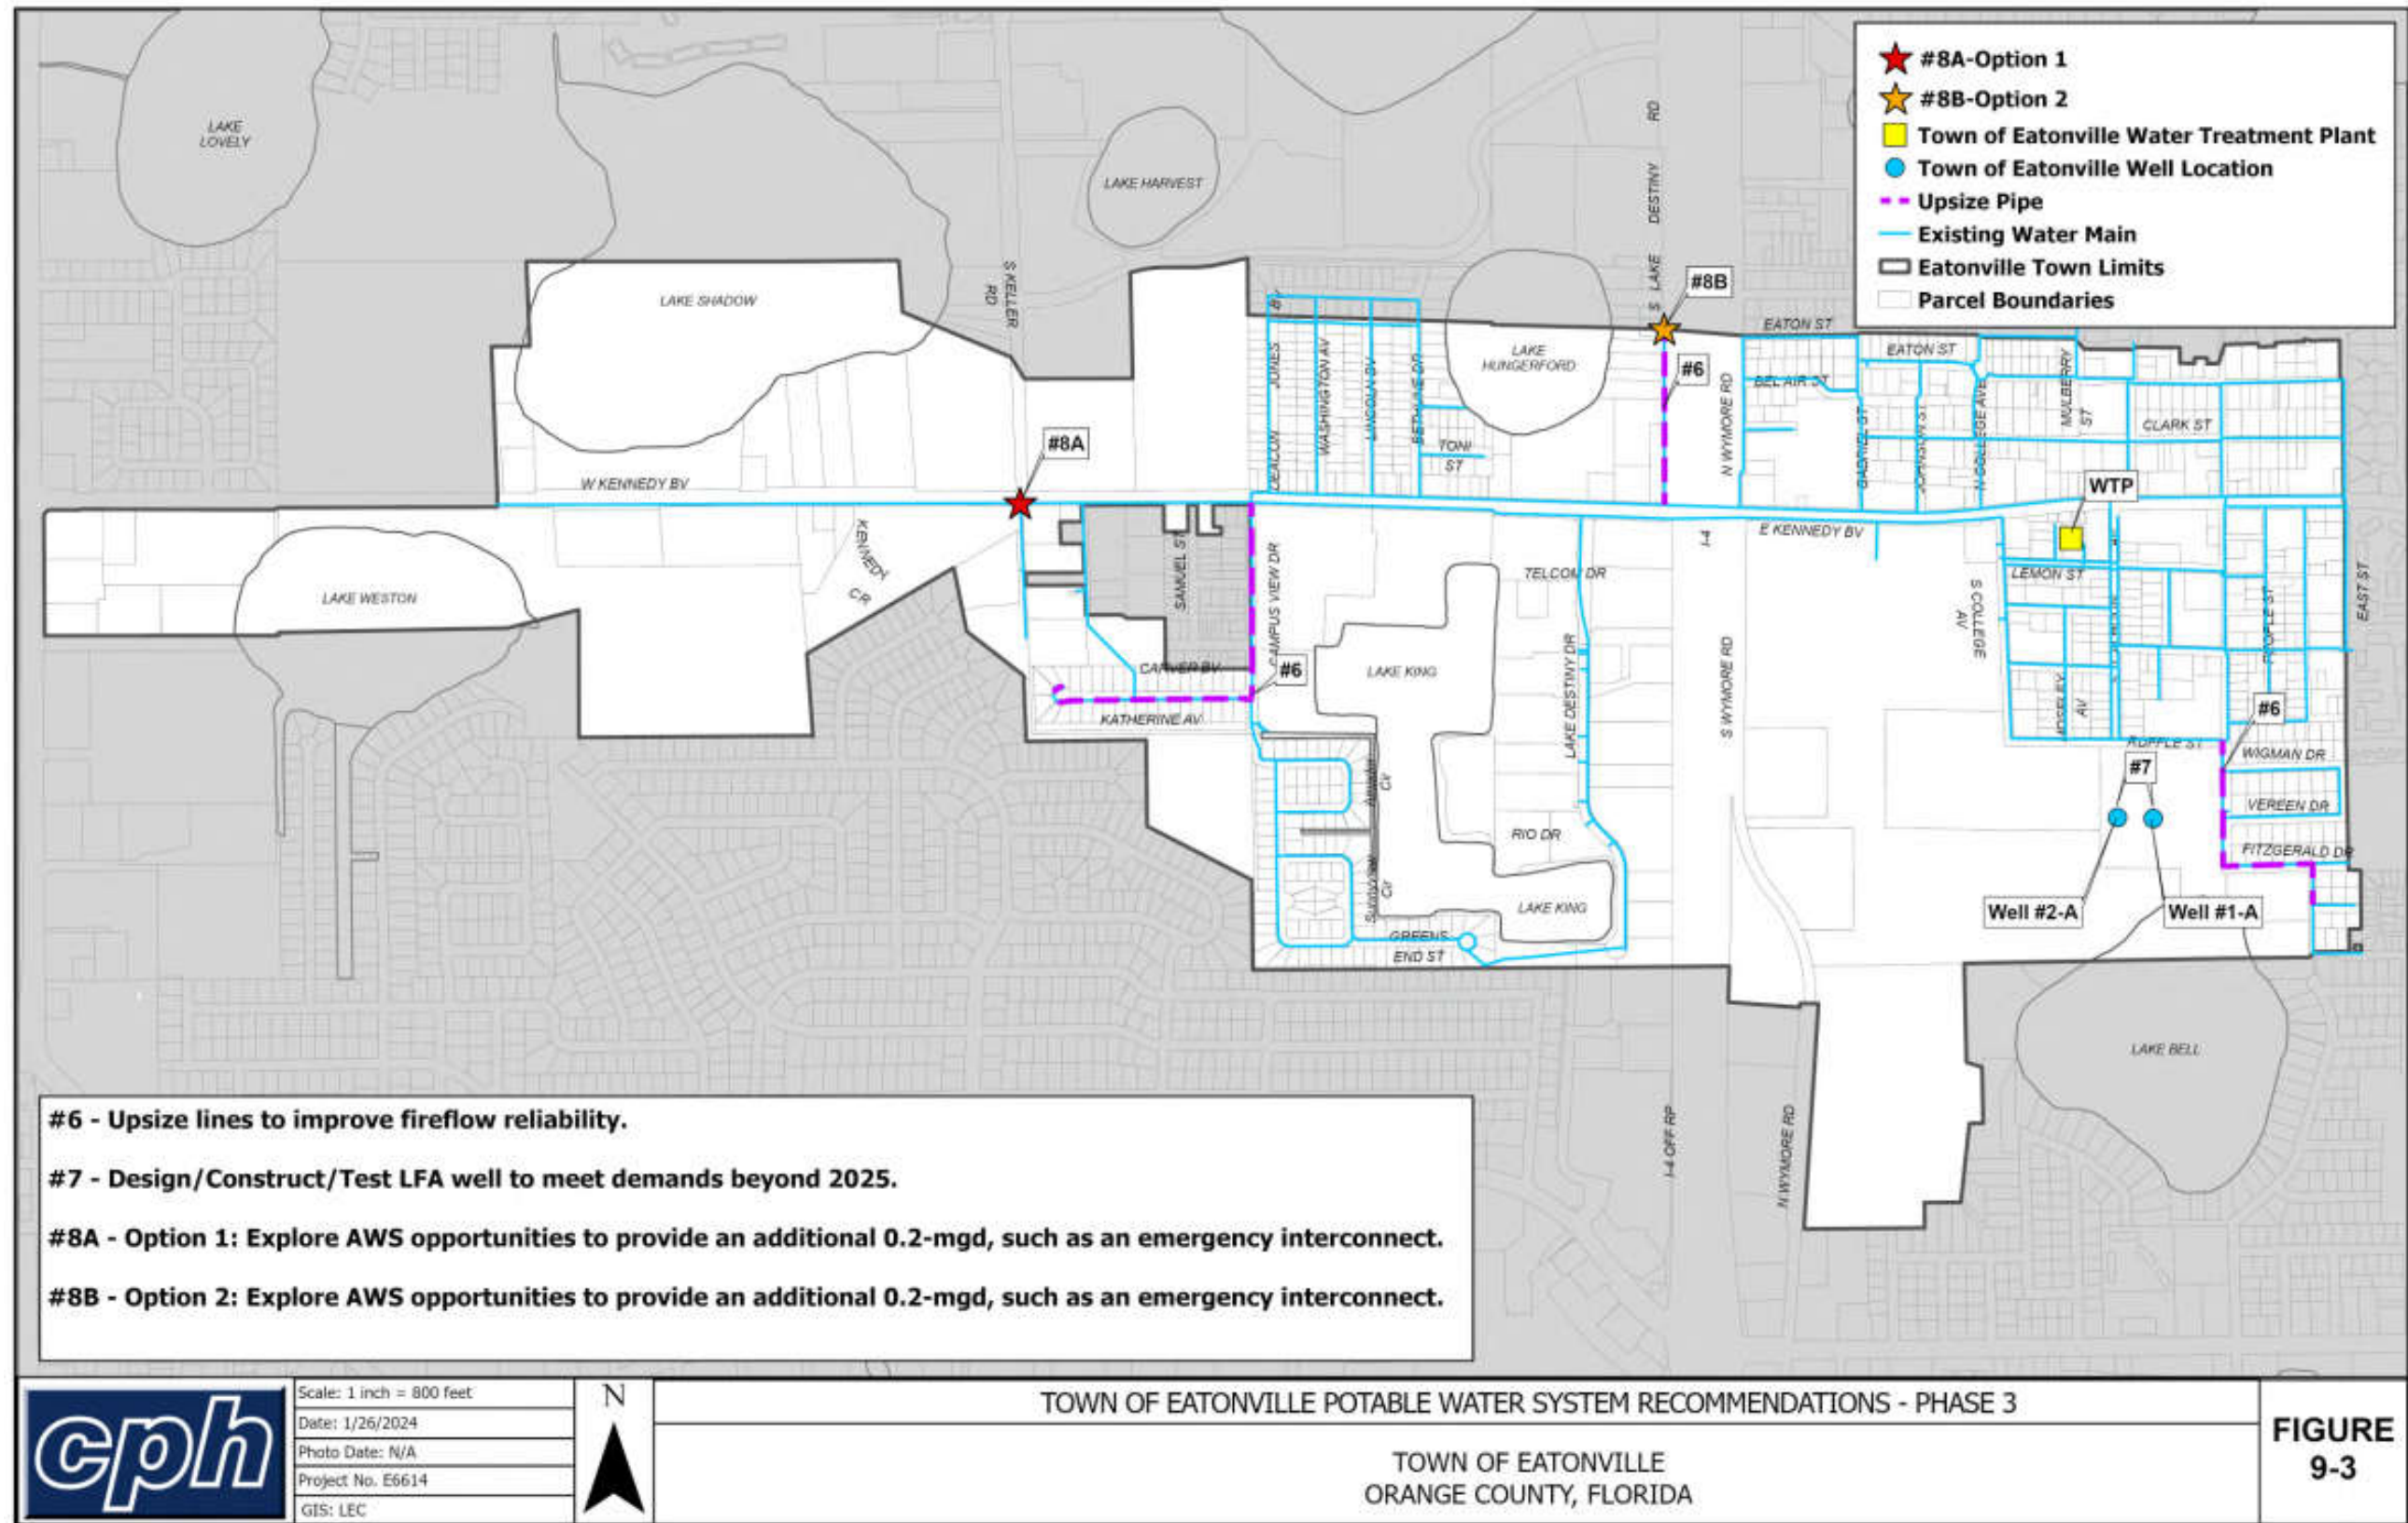 #8A-Option 1
#8B-Option 2
Town of Eatonville Water Treatment Plant
Town of Eatonville Well Location
Upsize Pipe
Existing Water Main
Eatonville Town Limits
Parcel Boundaries
LAKE
LOVELY
LAKE HARVEST
S LAKE DESTINY RD
LAKE SHADOW
S KELLER
RD
#8B
EATON ST
EATON ST
LAKE
HUNGERFORD
#6
BEL AIR ST
DEACON JONES BV
WASHINGTON AV
LINCOLN BV
BETHUNE DR
TONI
ST
N WYMORE RD
GABRIEL ST
JOHNSON ST
N COLLEGE AVE
MULBERRY
ST
CLARK ST
#8A
W KENNEDY BV
WTP
I-4
E KENNEDY BV
KENNEDY
CR
SAMUEL ST
CAMPUS VIEW DR
TELCOM DR
LEMON ST
S COLLEGE
AV
PEOPLE ST
EAST ST
LAKE WESTON
CARVER BV
#6
LAKE KING
LAKE DESTINY DR
S WYMORE RD
MOSELEY
AV
KATHERINE AV
#6
RUFFLE ST
WIGMAN DR
#7
VEREEN DR
Cir
RIO DR
FITZGERALD DR
Cir
LAKE KING
Well #2-A
Well #1-A
GREENS
END ST
LAKE BELL
I-4 OFF RP
N WYMORE RD
#6 - Upsize lines to improve fireflow reliability.
#7 - Design/Construct/Test LFA well to meet demands beyond 2025.
#8A - Option 1: Explore AWS opportunities to provide an additional 0.2-mgd, such as an emergency interconnect.
#8B - Option 2: Explore AWS opportunities to provide an additional 0.2-mgd, such as an emergency interconnect.
cph
Scale: 1 inch = 800 feet
Date: 1/26/2024
Photo Date: N/A
Project No. E6614
GIS: LEC
N
TOWN OF EATONVILLE POTABLE WATER SYSTEM RECOMMENDATIONS - PHASE 3
TOWN OF EATONVILLE
ORANGE COUNTY, FLORIDA
FIGURE
9-3